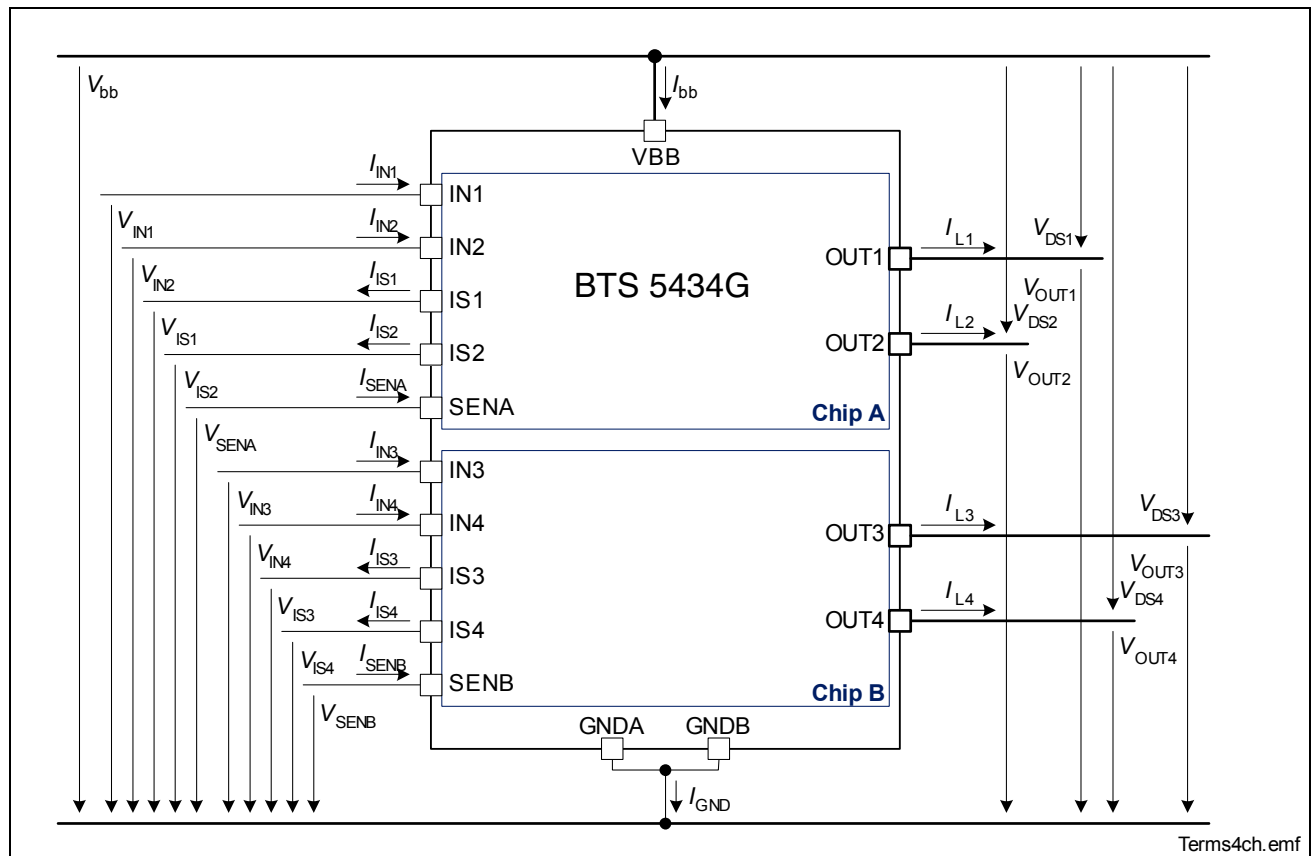 Vbb
Ibb
VBB
IIN1
IN1
VIN1
IIN2
IN2
VIN2
IIS1
IS1
VIS1
IIS2
IS2
VIS2
ISENA
SENA
VSENA
BTS 5434G
OUT1
IL1
VDS1
VOUT1
OUT2
IL2
VDS2
VOUT2
Chip A
IIN3
IN3
VIN3
IIN4
IN4
VIN4
IIS3
IS3
VIS3
IIS4
IS4
VIS4
ISENB
SENB
VSENB
OUT3
IL3
VDS3
VOUT3
OUT4
IL4
VDS4
VOUT4
Chip B
GNDA GNDB
IGND
Terms4ch.emf